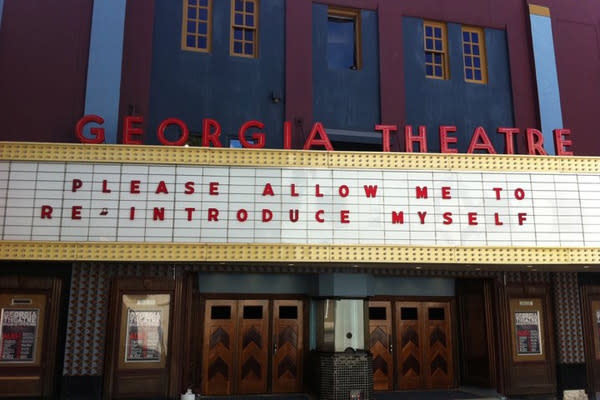 GEORGIA THEATRE
PLEASE ALLOW ME TO
RE-INTRODUCE MYSELF